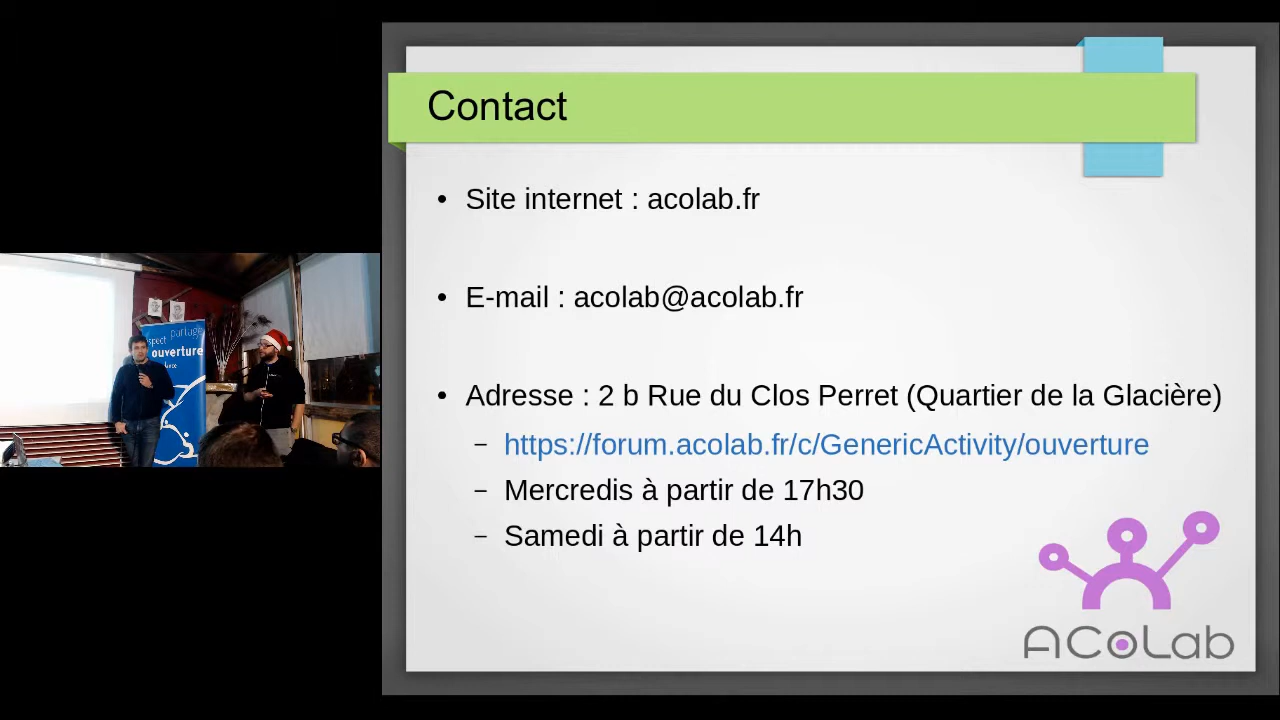 Contact
• Site internet : acolab.fr
• E-mail : acolab@acolab.fr
• Adresse : 2 b Rue du Clos Perret (Quartier de la Glacière)
– https://forum.acolab.fr/c/GenericActivity/ouverture
– Mercredis à partir de 17h30
– Samedi à partir de 14h
ACoLab
partage
ouverture